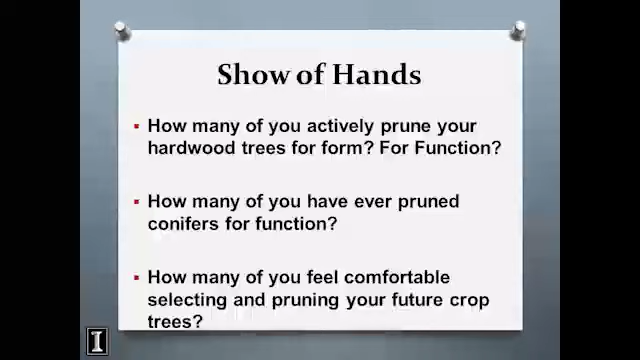 Show of Hands
How many of you actively prune your
hardwood trees for form? For Function?
How many of you have ever pruned
conifers for function?
How many of you feel comfortable
selecting and pruning your future crop
trees?
I